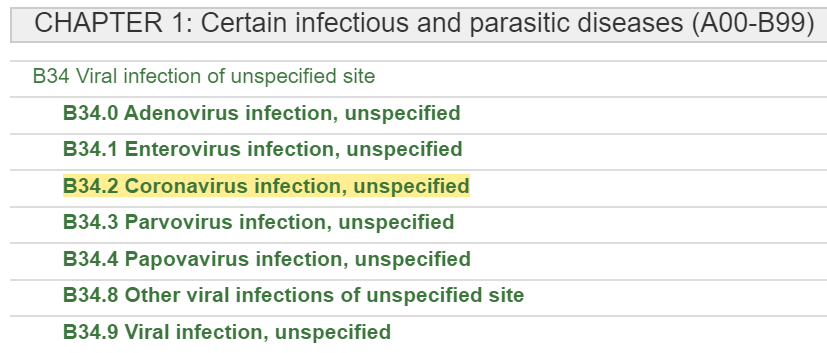 CHAPTER 1: Certain infectious and parasitic diseases (A00-B99)
B34 Viral infection of unspecified site
B34.0 Adenovirus infection, unspecified
B34.1 Enterovirus infection, unspecified
B34.2 Coronavirus infection, unspecified
B34.3 Parvovirus infection, unspecified
B34.4 Papovavirus infection, unspecified
B34.8 Other viral infections of unspecified site
B34.9 Viral infection, unspecified